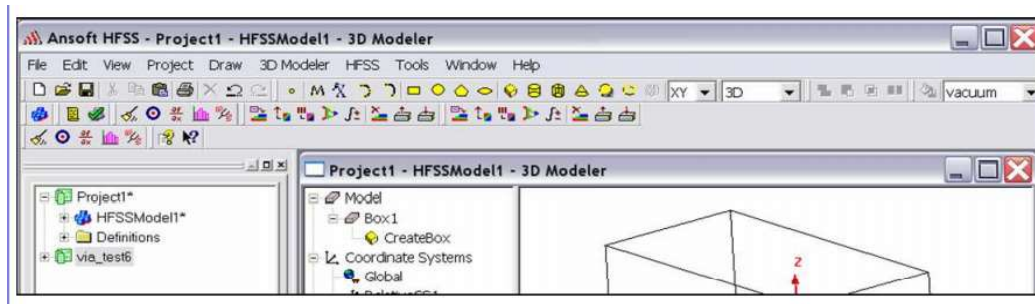 Ansoft HFSS - Project1 - HFSSModel1 - 3D Modeler
File Edit View Project Draw 3D Modeler HFSS Tools Window Help
XY 3D vacuum
Project1*
HFSSModel1*
Definitions
via_test6
Project1 - HFSSModel1 - 3D Modeler
Model
Box1
CreateBox
Coordinate Systems
Global
z